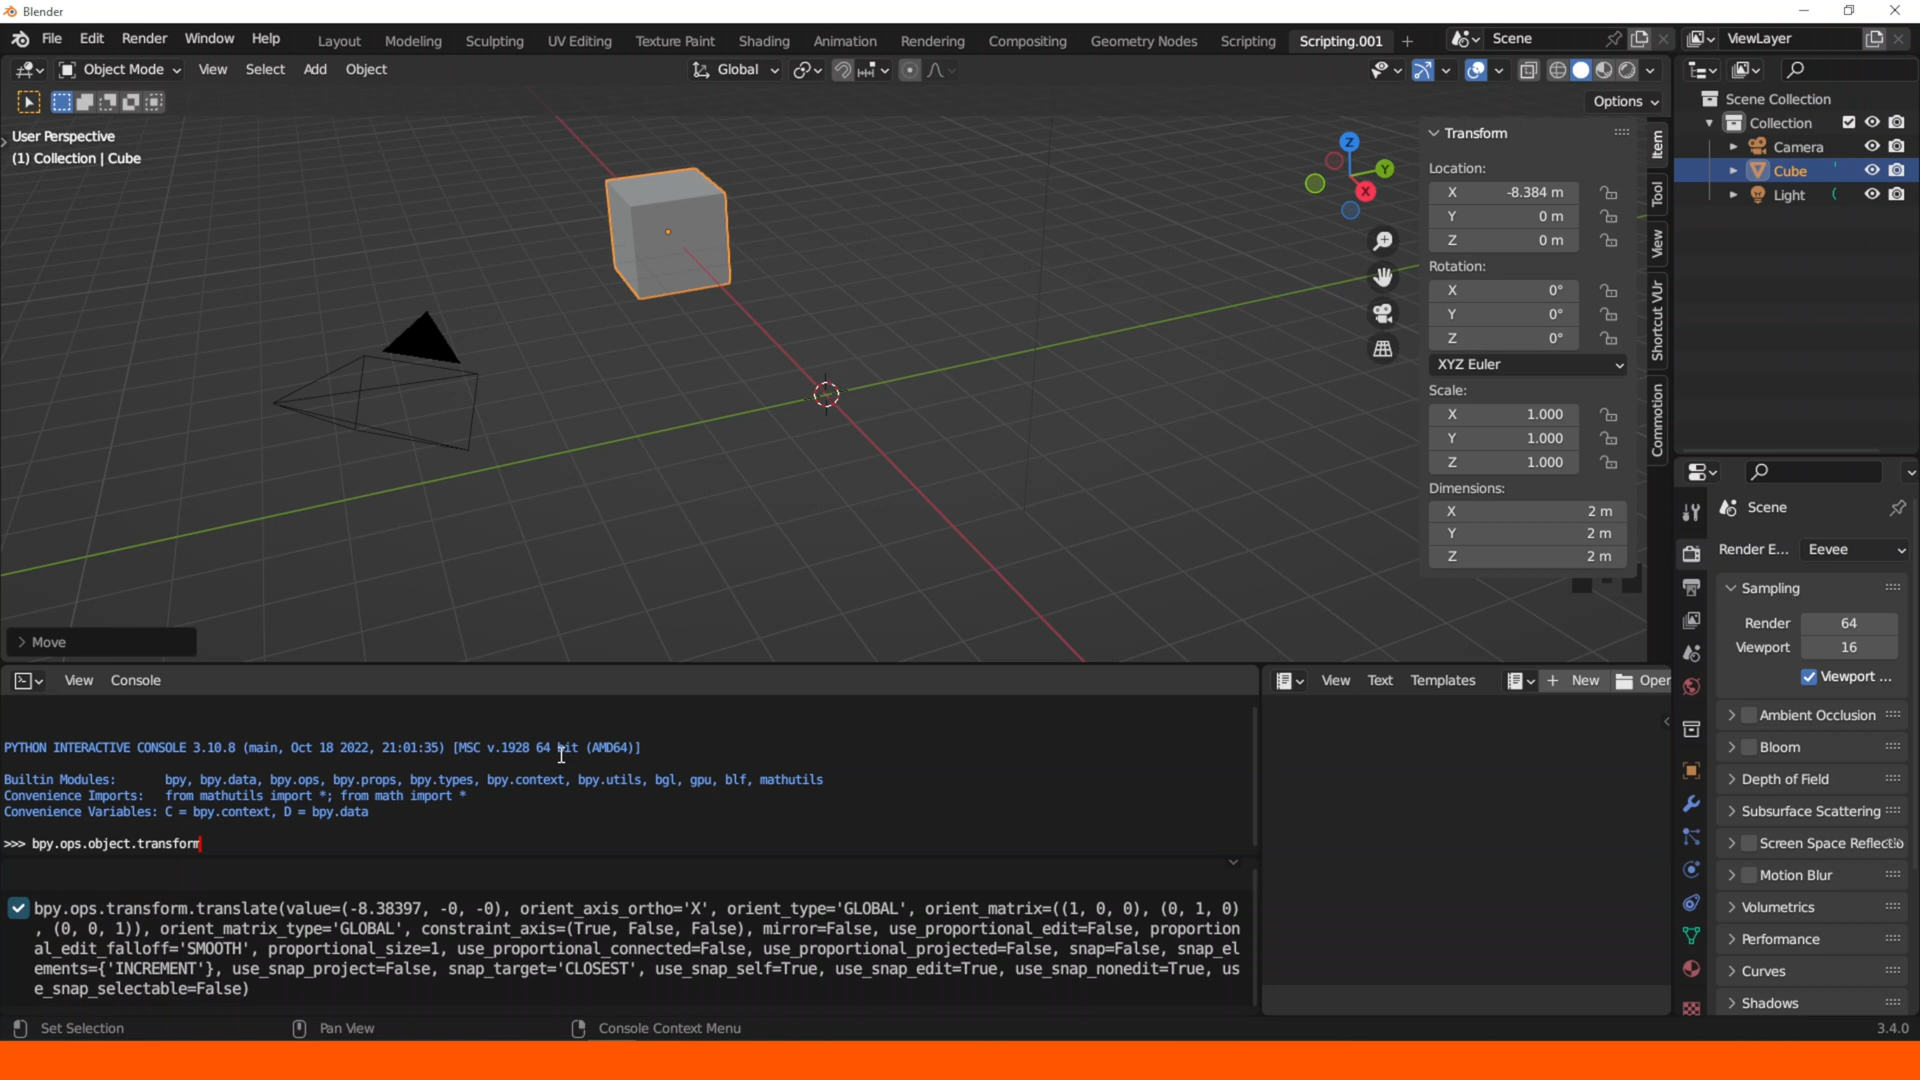 Blender
File Edit Render Window Help Layout Modeling Sculpting UV Editing Texture Paint Shading Animation Rendering Compositing Geometry Nodes Scripting Scripting.001 + Scene ViewLayer
Object Mode View Select Add Object Global
Options
User Perspective
(1) Collection | Cube
Z
Y
X
Transform
Location:
X -8.384 m
Y 0 m
Z 0 m
Rotation:
X 0°
Y 0°
Z 0°
XYZ Euler
Scale:
X 1.000
Y 1.000
Z 1.000
Dimensions:
X 2 m
Y 2 m
Z 2 m
Item
Tool
View
Shortcut VUr
Commotion
Scene Collection
Collection
Camera
Cube
Light
Scene
Render E... Eevee
Sampling
Render 64
Viewport 16
Viewport ...
Ambient Occlusion
Bloom
Depth of Field
Subsurface Scattering
Screen Space Reflectio
Motion Blur
Volumetrics
Performance
Curves
Shadows
Move
View Console
View Text Templates + New Oper
PYTHON INTERACTIVE CONSOLE 3.10.8 (main, Oct 18 2022, 21:01:35) [MSC v.1928 64 bit (AMD64)]
Builtin Modules: bpy, bpy.data, bpy.ops, bpy.props, bpy.types, bpy.context, bpy.utils, bgl, gpu, blf, mathutils
Convenience Imports: from mathutils import *; from math import *
Convenience Variables: C = bpy.context, D = bpy.data
>>> bpy.ops.object.transform
bpy.ops.transform.translate(value=(-8.38397, -0, -0), orient_axis_ortho='X', orient_type='GLOBAL', orient_matrix=((1, 0, 0), (0, 1, 0)
, (0, 0, 1)), orient_matrix_type='GLOBAL', constraint_axis=(True, False, False), mirror=False, use_proportional_edit=False, proportion
al_edit_falloff='SMOOTH', proportional_size=1, use_proportional_connected=False, use_proportional_projected=False, snap=False, snap_el
ements={'INCREMENT'}, use_snap_project=False, snap_target='CLOSEST', use_snap_self=True, use_snap_edit=True, use_snap_nonedit=True, us
e_snap_selectable=False)
Set Selection Pan View Console Context Menu 3.4.0